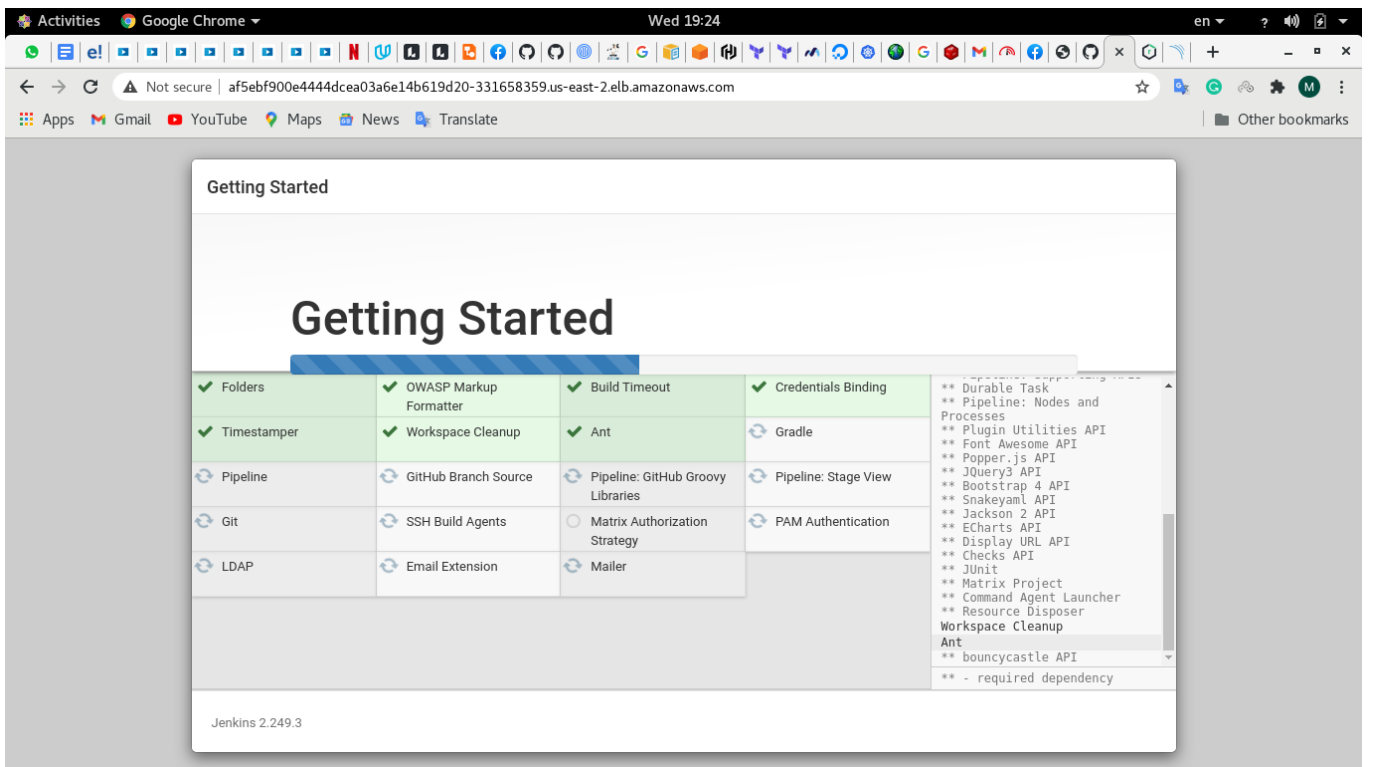 Activities Google Chrome Wed 19:24 en ?
Not secure af5ebf900e4444dcea03a6e14b619d20-331658359.us-east-2.elb.amazonaws.com M
Apps Gmail YouTube Maps News Translate Other bookmarks
Getting Started
Getting Started
Folders
OWASP Markup
Formatter
Build Timeout
Credentials Binding
Timestamper
Workspace Cleanup
Ant
Gradle
Pipeline
GitHub Branch Source
Pipeline: GitHub Groovy
Libraries
Pipeline: Stage View
Git
SSH Build Agents
Matrix Authorization
Strategy
PAM Authentication
LDAP
Email Extension
Mailer
** Durable Task
** Pipeline: Nodes and
Processes
** Plugin Utilities API
** Font Awesome API
** Popper.js API
** JQuery3 API
** Bootstrap 4 API
** Snakeyaml API
** Jackson 2 API
** ECharts API
** Display URL API
** Checks API
** JUnit
** Matrix Project
** Command Agent Launcher
** Resource Disposer
Workspace Cleanup
Ant
** bouncycastle API
** - required dependency
Jenkins 2.249.3